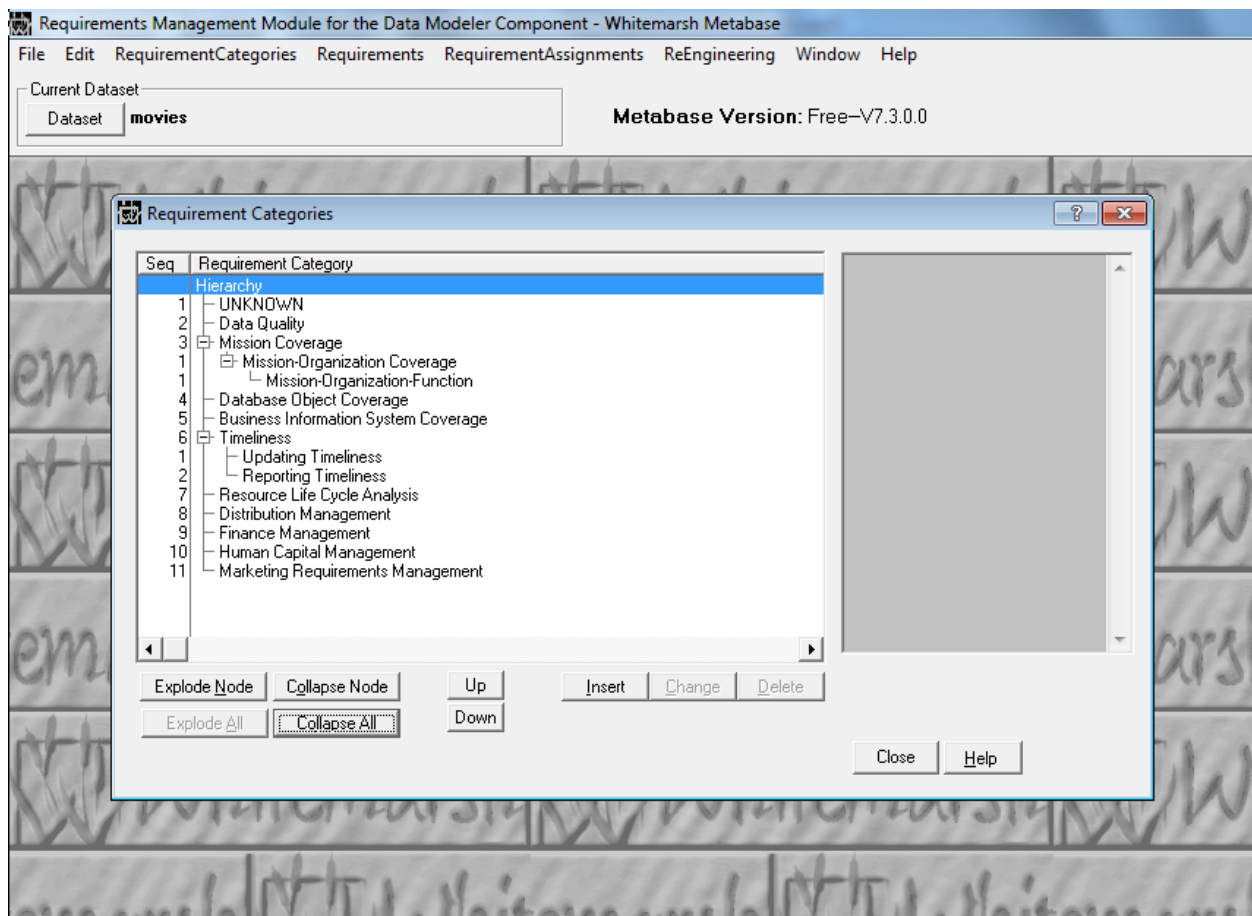 Requirements Management Module for the Data Modeler Component - Whitemarsh Metabase
File Edit RequirementCategories Requirements RequirementAssignments ReEngineering Window Help
Current Dataset
Dataset movies Metabase Version: Free–V7.3.0.0
Requirement Categories
Seq Requirement Category
Hierarchy
1 UNKNOWN
2 Data Quality
3 Mission Coverage
1 Mission-Organization Coverage
1 Mission-Organization-Function
4 Database Object Coverage
5 Business Information System Coverage
6 Timeliness
1 Updating Timeliness
2 Reporting Timeliness
7 Resource Life Cycle Analysis
8 Distribution Management
9 Finance Management
10 Human Capital Management
11 Marketing Requirements Management
Explode Node Collapse Node Up Insert Change Delete
Explode All Collapse All Down
Close Help